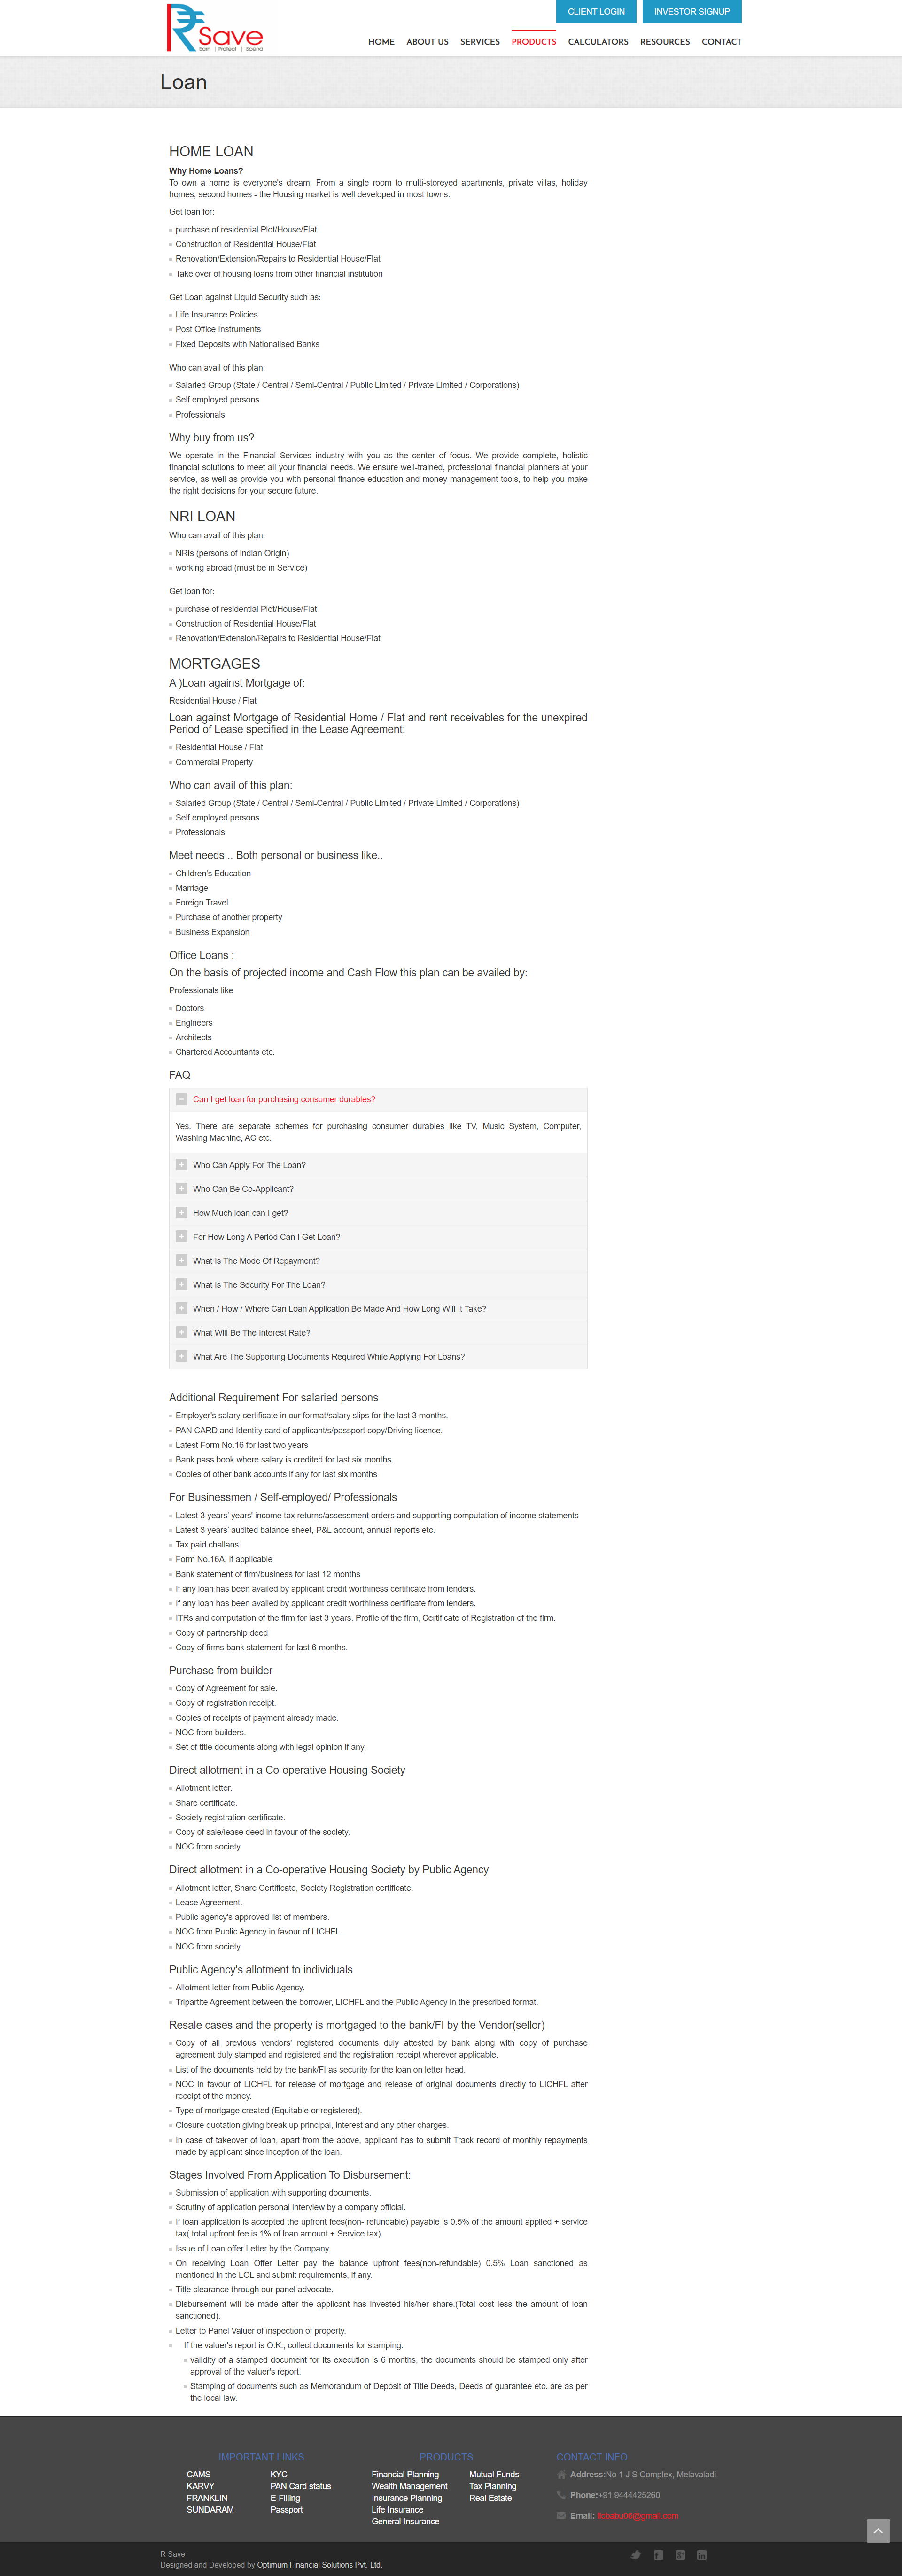 CLIENT LOGIN INVESTOR SIGNUP
R Save
Earn | Protect | Spend
HOME ABOUT US SERVICES PRODUCTS CALCULATORS RESOURCES CONTACT
Loan
HOME LOAN
Why Home Loans?
To own a home is everyone's dream. From a single room to multi-storeyed apartments, private villas, holiday
homes, second homes - the Housing market is well developed in most towns.
Get loan for:
purchase of residential Plot/House/Flat
Construction of Residential House/Flat
Renovation/Extension/Repairs to Residential House/Flat
Take over of housing loans from other financial institution
Get Loan against Liquid Security such as:
Life Insurance Policies
Post Office Instruments
Fixed Deposits with Nationalised Banks
Who can avail of this plan:
Salaried Group (State / Central / Semi-Central / Public Limited / Private Limited / Corporations)
Self employed persons
Professionals
Why buy from us?
We operate in the Financial Services industry with you as the center of focus. We provide complete, holistic
financial solutions to meet all your financial needs. We ensure well-trained, professional financial planners at your
service, as well as provide you with personal finance education and money management tools, to help you make
the right decisions for your secure future.
NRI LOAN
Who can avail of this plan:
NRIs (persons of Indian Origin)
working abroad (must be in Service)
Get loan for:
purchase of residential Plot/House/Flat
Construction of Residential House/Flat
Renovation/Extension/Repairs to Residential House/Flat
MORTGAGES
A )Loan against Mortgage of:
Residential House / Flat
Loan against Mortgage of Residential Home / Flat and rent receivables for the unexpired
Period of Lease specified in the Lease Agreement:
Residential House / Flat
Commercial Property
Who can avail of this plan:
Salaried Group (State / Central / Semi-Central / Public Limited / Private Limited / Corporations)
Self employed persons
Professionals
Meet needs .. Both personal or business like..
Children's Education
Marriage
Foreign Travel
Purchase of another property
Business Expansion
Office Loans :
On the basis of projected income and Cash Flow this plan can be availed by:
Professionals like
Doctors
Engineers
Architects
Chartered Accountants etc.
FAQ
Can I get loan for purchasing consumer durables?
Yes. There are separate schemes for purchasing consumer durables like TV, Music System, Computer,
Washing Machine, AC etc.
Who Can Apply For The Loan?
Who Can Be Co-Applicant?
How Much loan can I get?
For How Long A Period Can I Get Loan?
What Is The Mode Of Repayment?
What Is The Security For The Loan?
When / How / Where Can Loan Application Be Made And How Long Will It Take?
What Will Be The Interest Rate?
What Are The Supporting Documents Required While Applying For Loans?
Additional Requirement For salaried persons
Employer's salary certificate in our format/salary slips for the last 3 months.
PAN CARD and Identity card of applicant/s/passport copy/Driving licence.
Latest Form No.16 for last two years
Bank pass book where salary is credited for last six months.
Copies of other bank accounts if any for last six months
For Businessmen / Self-employed/ Professionals
Latest 3 years' years' income tax returns/assessment orders and supporting computation of income statements
Latest 3 years' audited balance sheet, P&L account, annual reports etc.
Tax paid challans
Form No.16A, if applicable
Bank statement of firm/business for last 12 months
If any loan has been availed by applicant credit worthiness certificate from lenders.
If any loan has been availed by applicant credit worthiness certificate from lenders.
ITRs and computation of the firm for last 3 years. Profile of the firm, Certificate of Registration of the firm.
Copy of partnership deed
Copy of firms bank statement for last 6 months.
Purchase from builder
Copy of Agreement for sale.
Copy of registration receipt.
Copies of receipts of payment already made.
NOC from builders.
Set of title documents along with legal opinion if any.
Direct allotment in a Co-operative Housing Society
Allotment letter.
Share certificate.
Society registration certificate.
Copy of sale/lease deed in favour of the society.
NOC from society
Direct allotment in a Co-operative Housing Society by Public Agency
Allotment letter, Share Certificate, Society Registration certificate.
Lease Agreement.
Public agency's approved list of members.
NOC from Public Agency in favour of LICHFL.
NOC from society.
Public Agency's allotment to individuals
Allotment letter from Public Agency.
Tripartite Agreement between the borrower, LICHFL and the Public Agency in the prescribed format.
Resale cases and the property is mortgaged to the bank/FI by the Vendor(sellor)
Copy of all previous vendors' registered documents duly attested by bank along with copy of purchase
agreement duly stamped and registered and the registration receipt wherever applicable.
List of the documents held by the bank/FI as security for the loan on letter head.
NOC in favour of LICHFL for release of mortgage and release of original documents directly to LICHFL after
receipt of the money.
Type of mortgage created (Equitable or registered).
Closure quotation giving break up principal, interest and any other charges.
In case of takeover of loan, apart from the above, applicant has to submit Track record of monthly repayments
made by applicant since inception of the loan.
Stages Involved From Application To Disbursement:
Submission of application with supporting documents.
Scrutiny of application personal interview by a company official.
If loan application is accepted the upfront fees(non- refundable) payable is 0.5% of the amount applied + service
tax( total upfront fee is 1% of loan amount + Service tax).
Issue of Loan offer Letter by the Company.
On receiving Loan Offer Letter pay the balance upfront fees(non-refundable) 0.5% Loan sanctioned as
mentioned in the LOL and submit requirements, if any.
Title clearance through our panel advocate.
Disbursement will be made after the applicant has invested his/her share.(Total cost less the amount of loan
sanctioned).
Letter to Panel Valuer of inspection of property.
If the valuer's report is O.K., collect documents for stamping.
validity of a stamped document for its execution is 6 months, the documents should be stamped only after
approval of the valuer's report.
Stamping of documents such as Memorandum of Deposit of Title Deeds, Deeds of guarantee etc. are as per
the local law.
IMPORTANT LINKS PRODUCTS CONTACT INFO
CAMS KYC Financial Planning Mutual Funds Address:No 1 J S Complex, Melavaladi
KARVY PAN Card status Wealth Management Tax Planning
FRANKLIN E-Filling Insurance Planning Real Estate Phone:+91 9444425260
SUNDARAM Passport Life Insurance
General Insurance Email: licbabu06@gmail.com
R Save
Designed and Developed by Optimum Financial Solutions Pvt. Ltd.